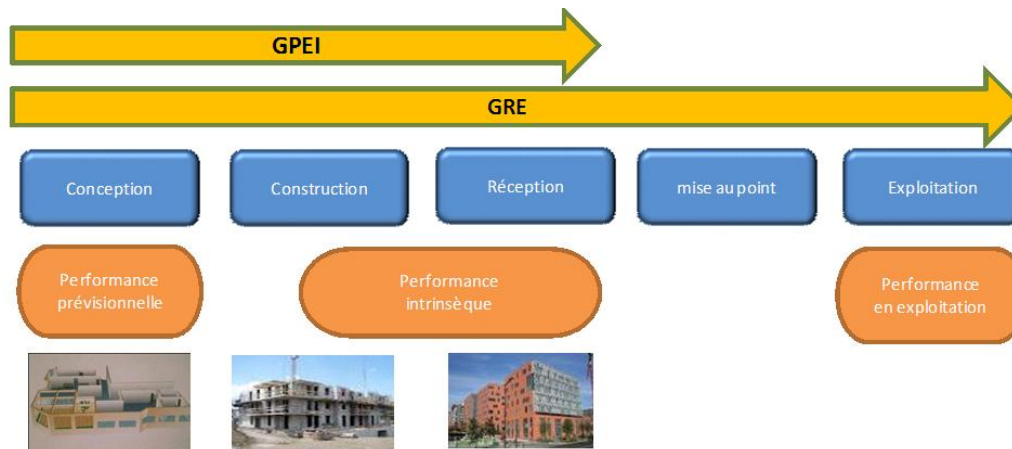 GPEI
GRE
Conception
Construction
Réception
mise au point
Exploitation
Performance
prévisionnelle
Performance
intrinsèque
Performance
en exploitation